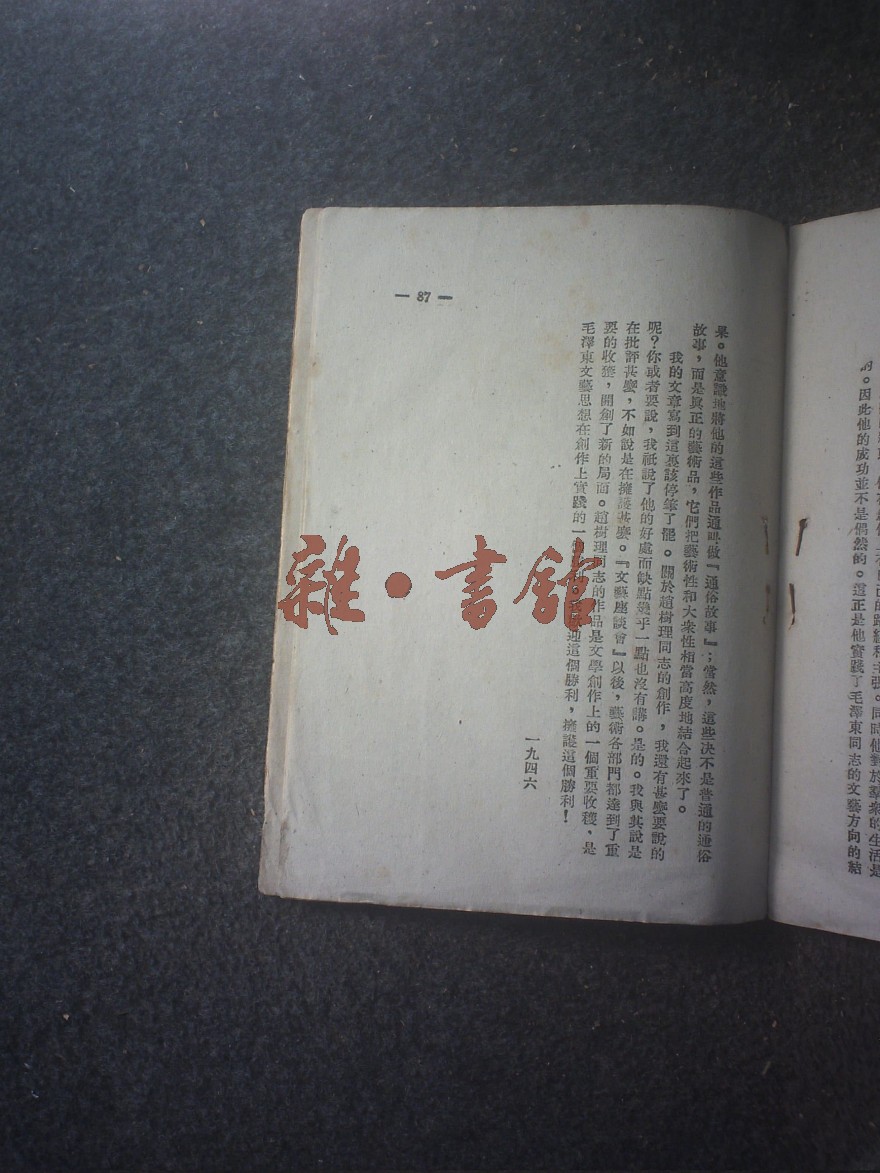 的。因此他的成功並不是偶然的。這正是他實踐了毛澤東同志的文藝方向的結
果。他意識地將他的這些作品通叫做『通俗故事』；當然，這些決不是普通的通俗
故事，而是眞正的藝術品，它們把藝術性和大衆性相當高度地結合起來了。
我的文章寫到這裏該停筆了罷。關於趙樹理同志的創作，我還有甚麼要說的
呢？你或者要說，我祇說了他的好處而缺點幾乎一點也沒有講。是的。我與其說是
在批評甚麼，不如說是在擁護甚麼。『文藝座談會』以後，藝術各部門都達到了重
要的收獲，開創了新的局面。趙樹理同志的作品是文學創作上的一個重要收穫、是
毛澤東文藝思想在創作上實踐的一個勝利。我歡迎這個勝利，擁護這個勝利！
一九四六
— 87 —
雜·書館